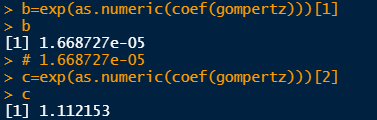 > b=exp(as.numeric(coef(gompertz)))[1]
> b
[1] 1.668727e-05
> # 1.668727e-05
> c=exp(as.numeric(coef(gompertz)))[2]
> c
[1] 1.112153